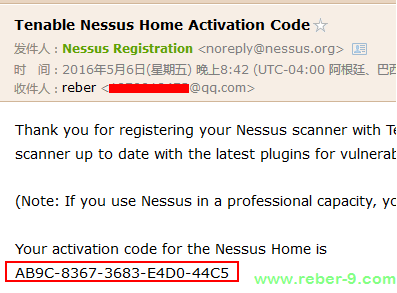 Tenable Nessus Home Activation Code
发件人：Nessus Registration <noreply@nessus.org>
时 间：2016年5月6日(星期五) 晚上8:42 (UTC-04:00 阿根廷、巴西
收件人：reber < @qq.com>
Thank you for registering your Nessus scanner with Te
scanner up to date with the latest plugins for vulnerab
(Note: If you use Nessus in a professional capacity, yo
Your activation code for the Nessus Home is
AB9C-8367-3683-E4D0-44C5
www.reber-9.com